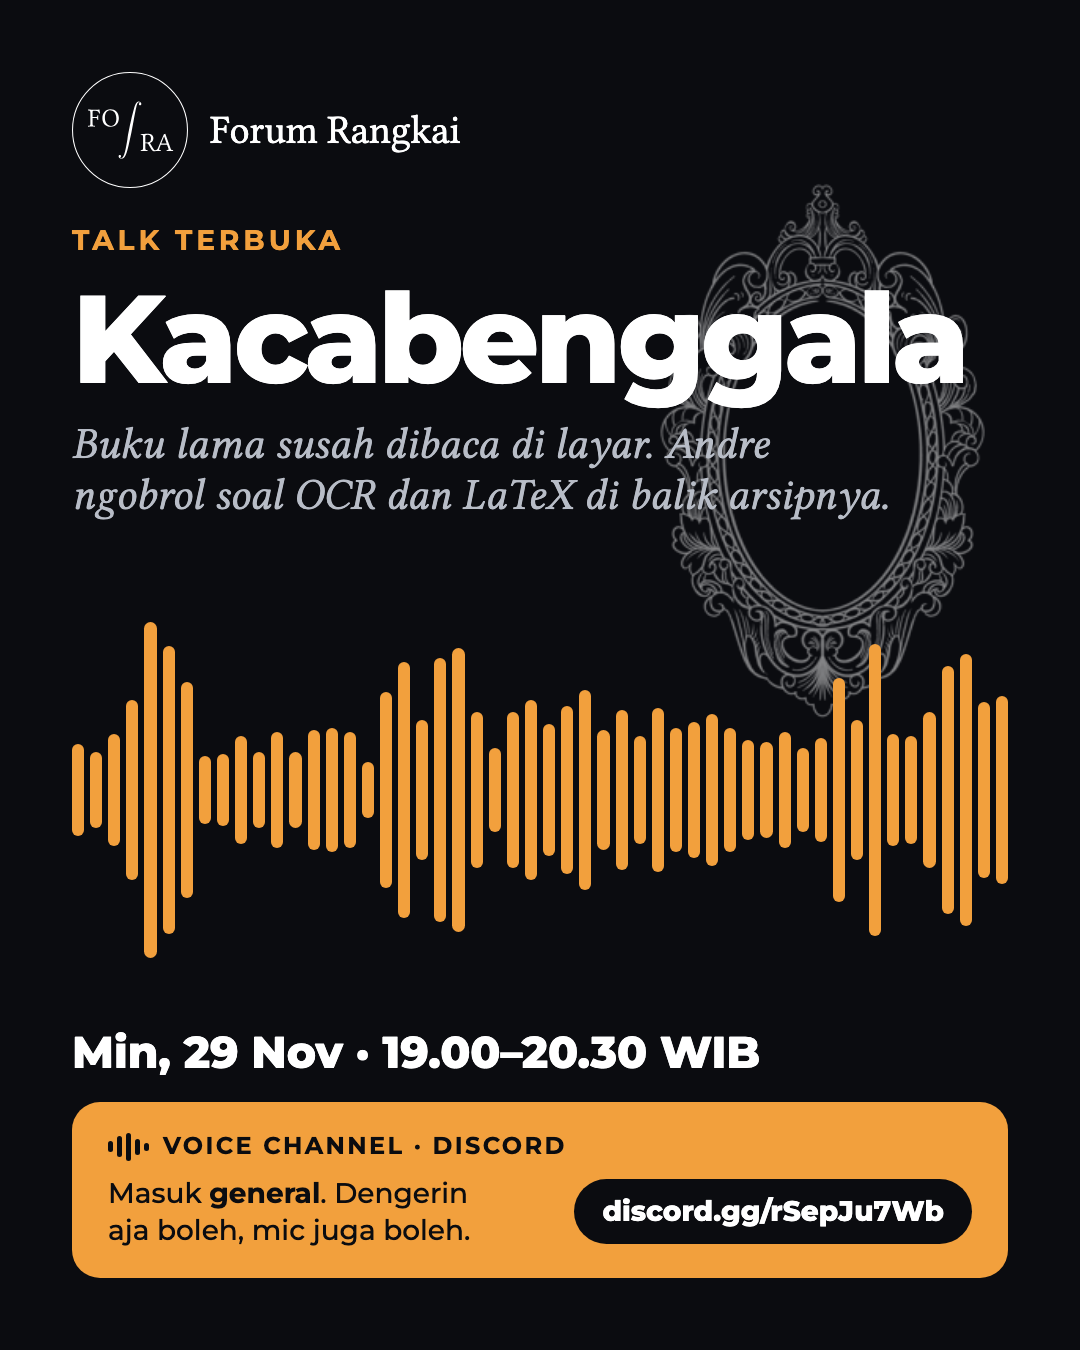 FO
RA
Forum Rangkai
TALK TERBUKA
Kacabenggala
Buku lama susah dibaca di layar. Andre
ngobrol soal OCR dan LaTeX di balik arsipnya.
Min, 29 Nov · 19.00–20.30 WIB
VOICE CHANNEL · DISCORD
Masuk general. Dengerin
aja boleh, mic juga boleh.
discord.gg/rSepJu7Wb